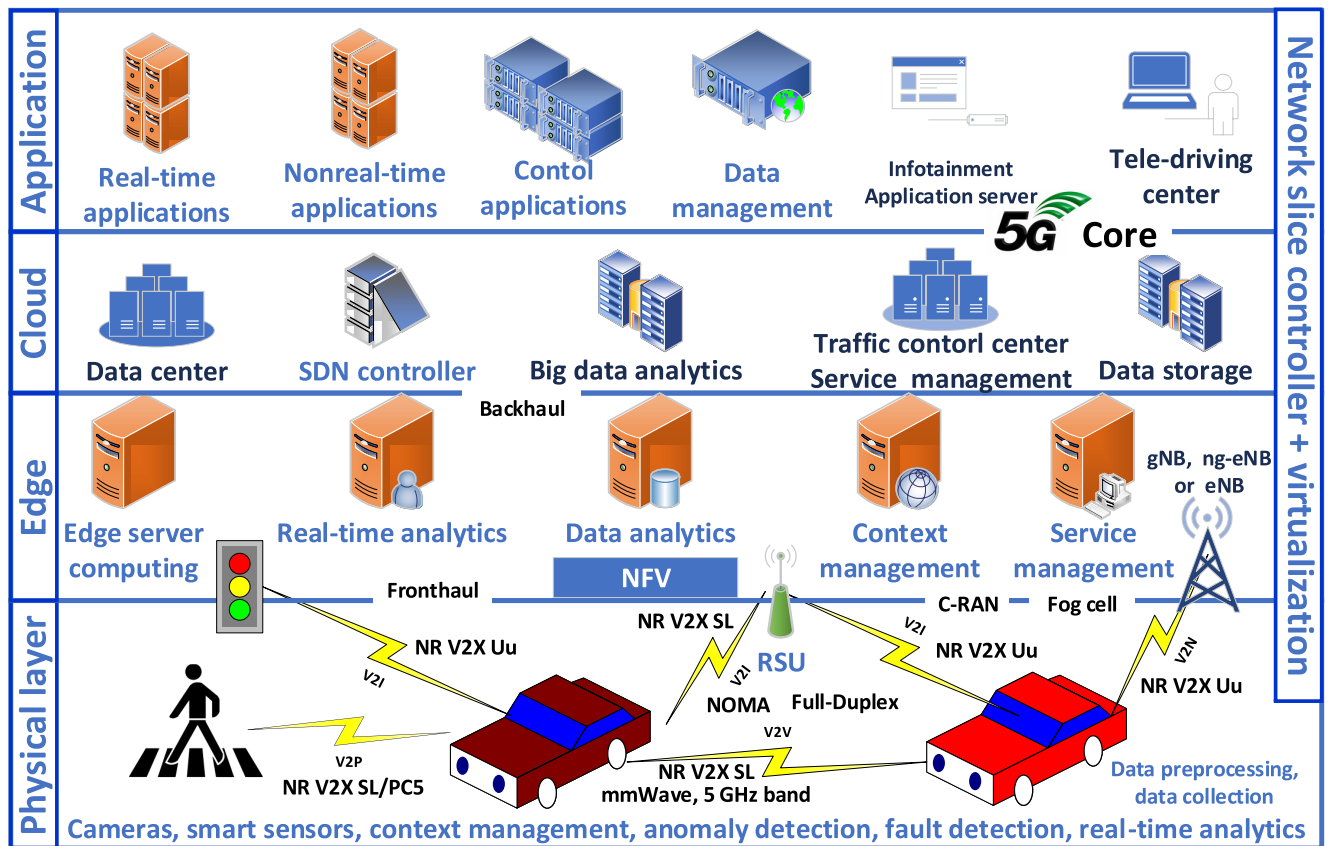 Application
Real-time
applications
Nonreal-time
applications
Contol
applications
Data
management
Infotainment
Application server
Tele-driving
center
5G Core
Network slice controller + virtualization
Cloud
Data center
SDN controller
Big data analytics
Traffic contorl center
Service management
Data storage
Backhaul
Edge
Edge server
computing
Real-time analytics
Data analytics
Context
management
Service
management
gNB, ng-eNB
or eNB
NFV
Fronthaul
C-RAN
Fog cell
Physical layer
NR V2X Uu
V2I
NR V2X SL
V2I
RSU
V2I
NR V2X Uu
V2N
NR V2X Uu
NOMA
Full-Duplex
V2P
NR V2X SL/PC5
V2V
NR V2X SL
mmWave, 5 GHz band
Data preprocessing,
data collection
Cameras, smart sensors, context management, anomaly detection, fault detection, real-time analytics